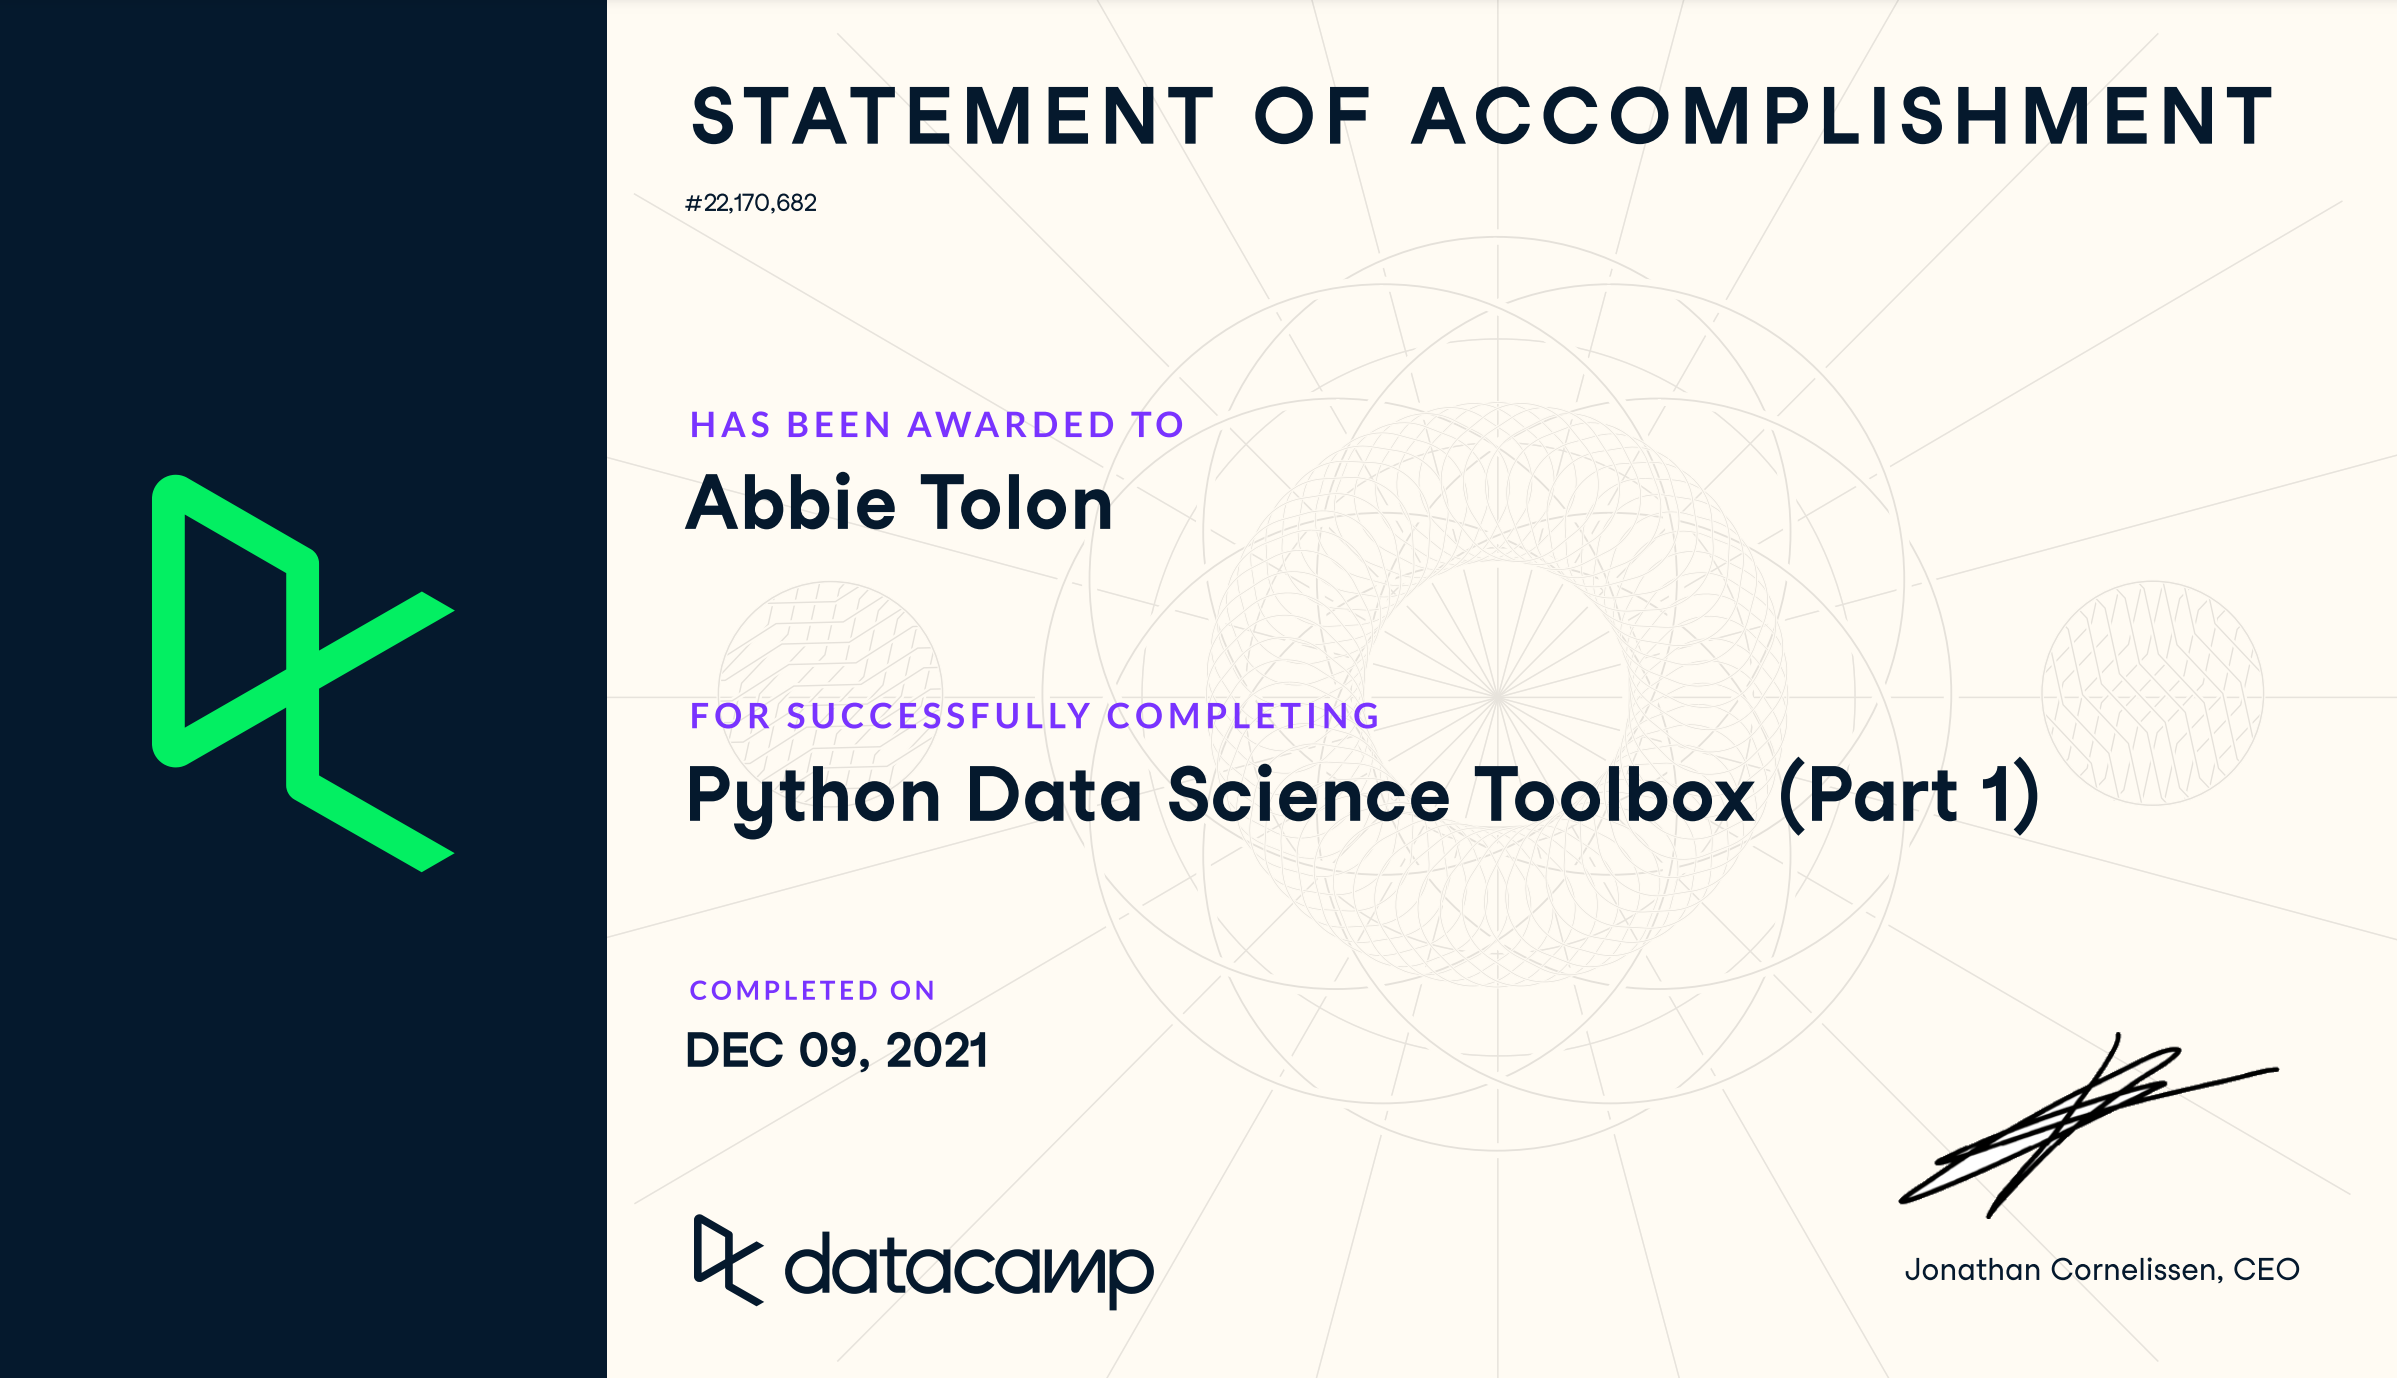 STATEMENT OF ACCOMPLISHMENT
#22,170,682
HAS BEEN AWARDED TO
Abbie Tolon
FOR SUCCESSFULLY COMPLETING
Python Data Science Toolbox (Part 1)
COMPLETED ON
DEC 09, 2021
datacamp
Jonathan Cornelissen, CEO